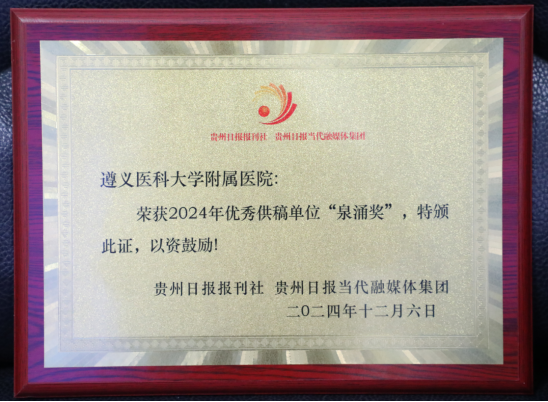 贵州日报报刊社 贵州日报当代融媒体集团
遵义医科大学附属医院:
荣获2024年优秀供稿单位“泉涌奖”,特颁
此证,以资鼓励!
贵州日报报刊社 贵州日报当代融媒体集团
二〇二四年十二月六日